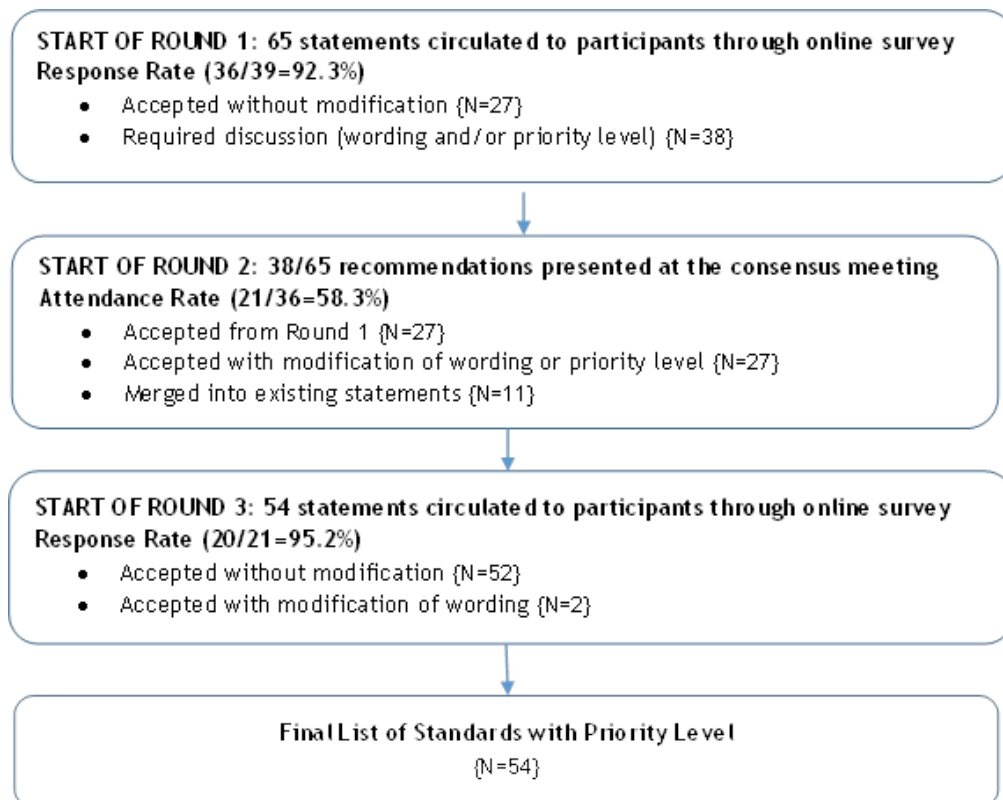 START OF ROUND 1: 65 statements circulated to participants through online survey
Response Rate (36/39=92.3%)
• Accepted without modification {N=27}
• Required discussion (wording and/or priority level) {N=38}
START OF ROUND 2: 38/65 recommendations presented at the consensus meeting
Attendance Rate (21/36=58.3%)
• Accepted from Round 1 {N=27}
• Accepted with modification of wording or priority level {N=27}
• Merged into existing statements {N=11}
START OF ROUND 3: 54 statements circulated to participants through online survey
Response Rate (20/21=95.2%)
• Accepted without modification {N=52}
• Accepted with modification of wording {N=2}
Final List of Standards with Priority Level
{N=54}